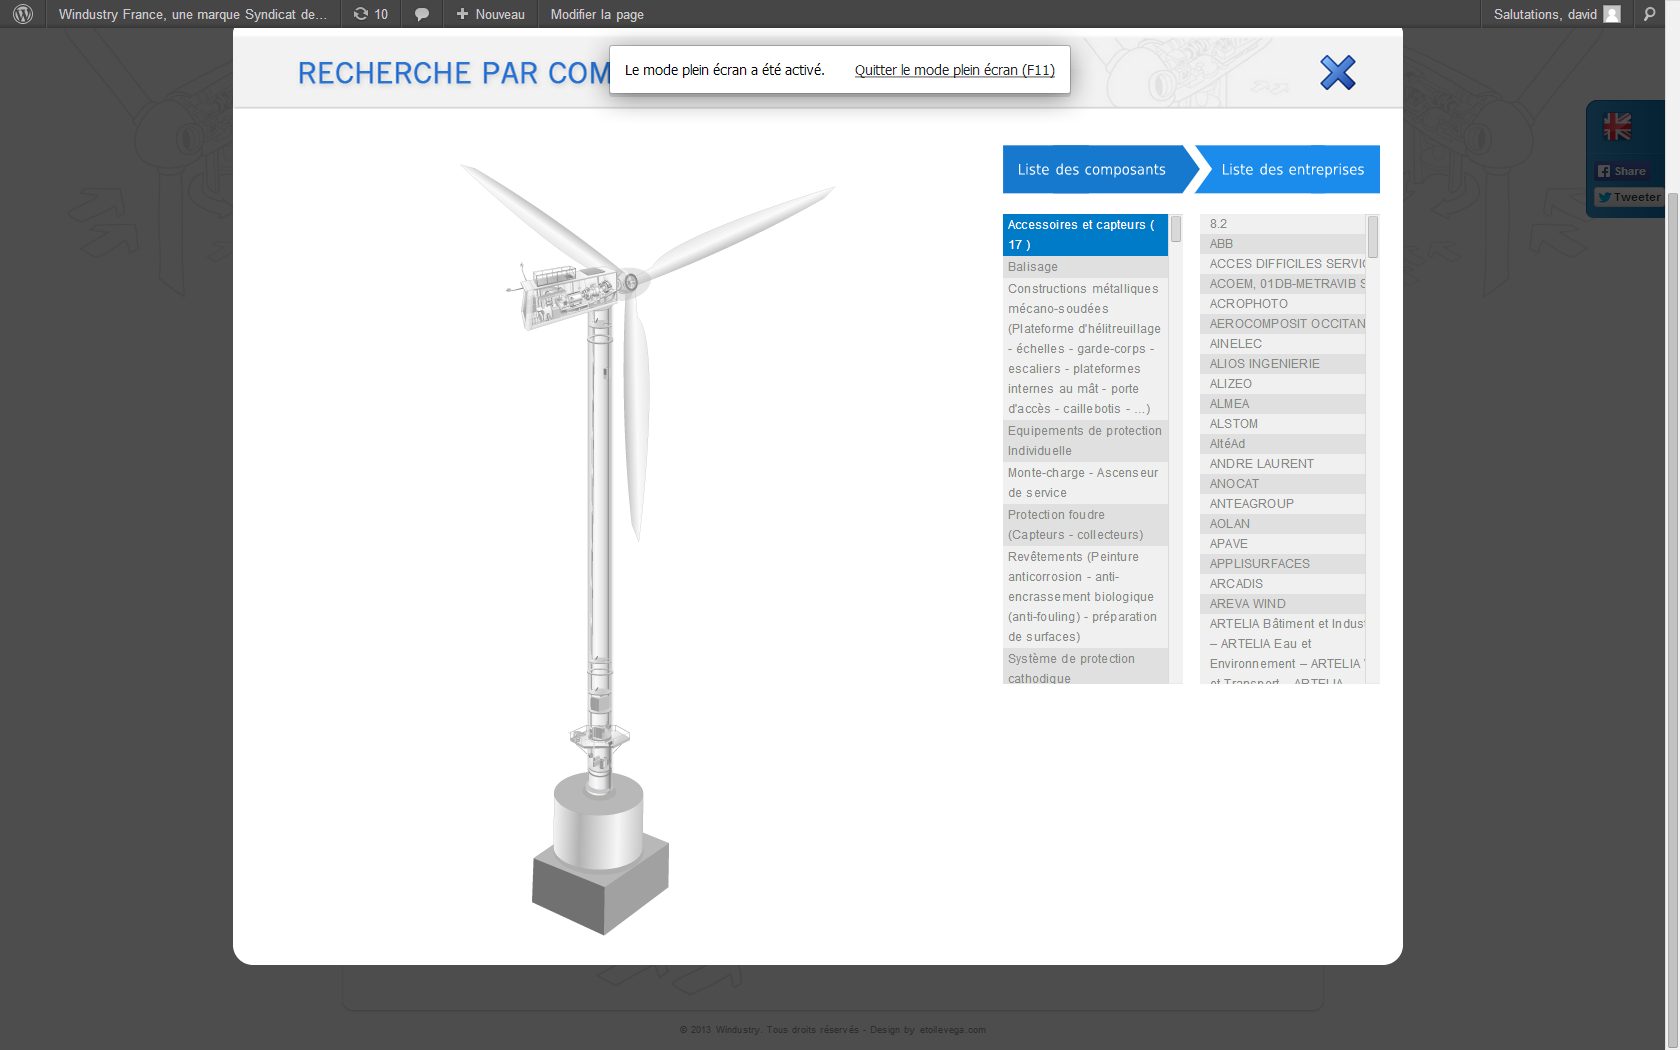 Windustry France, une marque Syndicat de...
10
Nouveau
Modifier la page
Salutations, david
RECHERCHE PAR COM
Le mode plein écran a été activé.
Quitter le mode plein écran (F11)
Share
Tweeter
Liste des composants
Liste des entreprises
Accessoires et capteurs (
17 )
Balisage
Constructions métalliques
mécano-soudées
(Plateforme d'hélitreuillage
- échelles - garde-corps -
escaliers - plateformes
internes au mât - porte
d'accès - caillebotis - ...)
Equipements de protection
Individuelle
Monte-charge - Ascenseur
de service
Protection foudre
(Capteurs - collecteurs)
Revêtements (Peinture
anticorrosion - anti-
encrassement biologique
(anti-fouling) - préparation
de surfaces)
Système de protection
cathodique
8.2
ABB
ACCES DIFFICILES SERVIC
ACOEM, 01DB-METRAVIB S
ACROPHOTO
AEROCOMPOSIT OCCITAN
AINELEC
ALIOS INGENIERIE
ALIZEO
ALMEA
ALSTOM
AltéAd
ANDRE LAURENT
ANOCAT
ANTEAGROUP
AOLAN
APAVE
APPLISURFACES
ARCADIS
AREVA WIND
ARTELIA Bâtiment et Indus
– ARTELIA Eau et
Environnement – ARTELIA
et Transport – ARTELIA
© 2013 Windustry. Tous droits réservés - Design by etoilevega.com